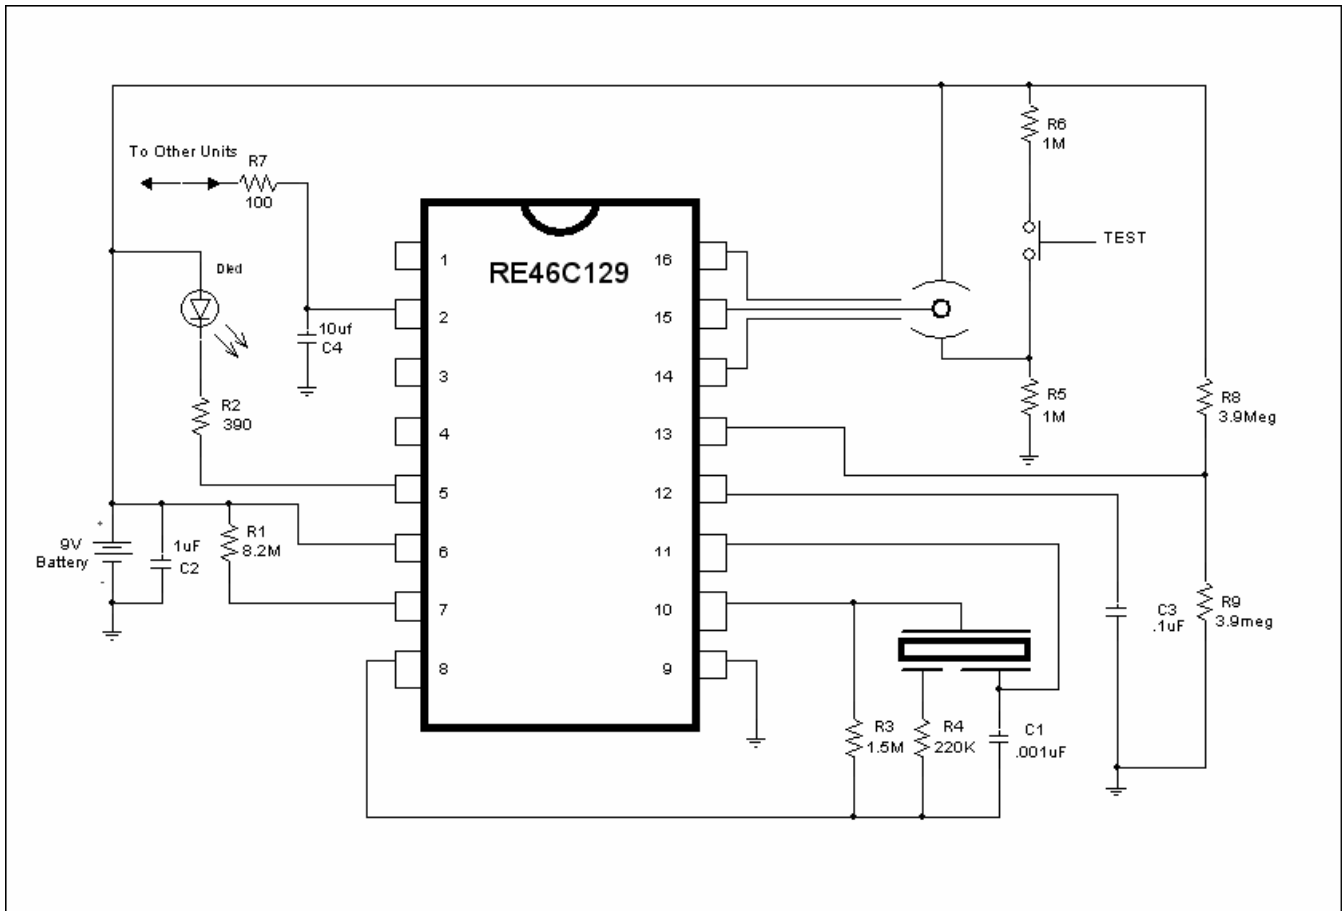 To Other Units
R7
100
R6
1M
TEST
Dled
10uf
C4
R2
390
RE46C129
1
2
3
4
5
6
7
8
16
15
14
13
12
11
10
9
R5
1M
R8
3.9Meg
+
9V
Battery
-
1uF
C2
R1
8.2M
C3
.1uF
R9
3.9meg
R3
1.5M
R4
220K
C1
.001uF